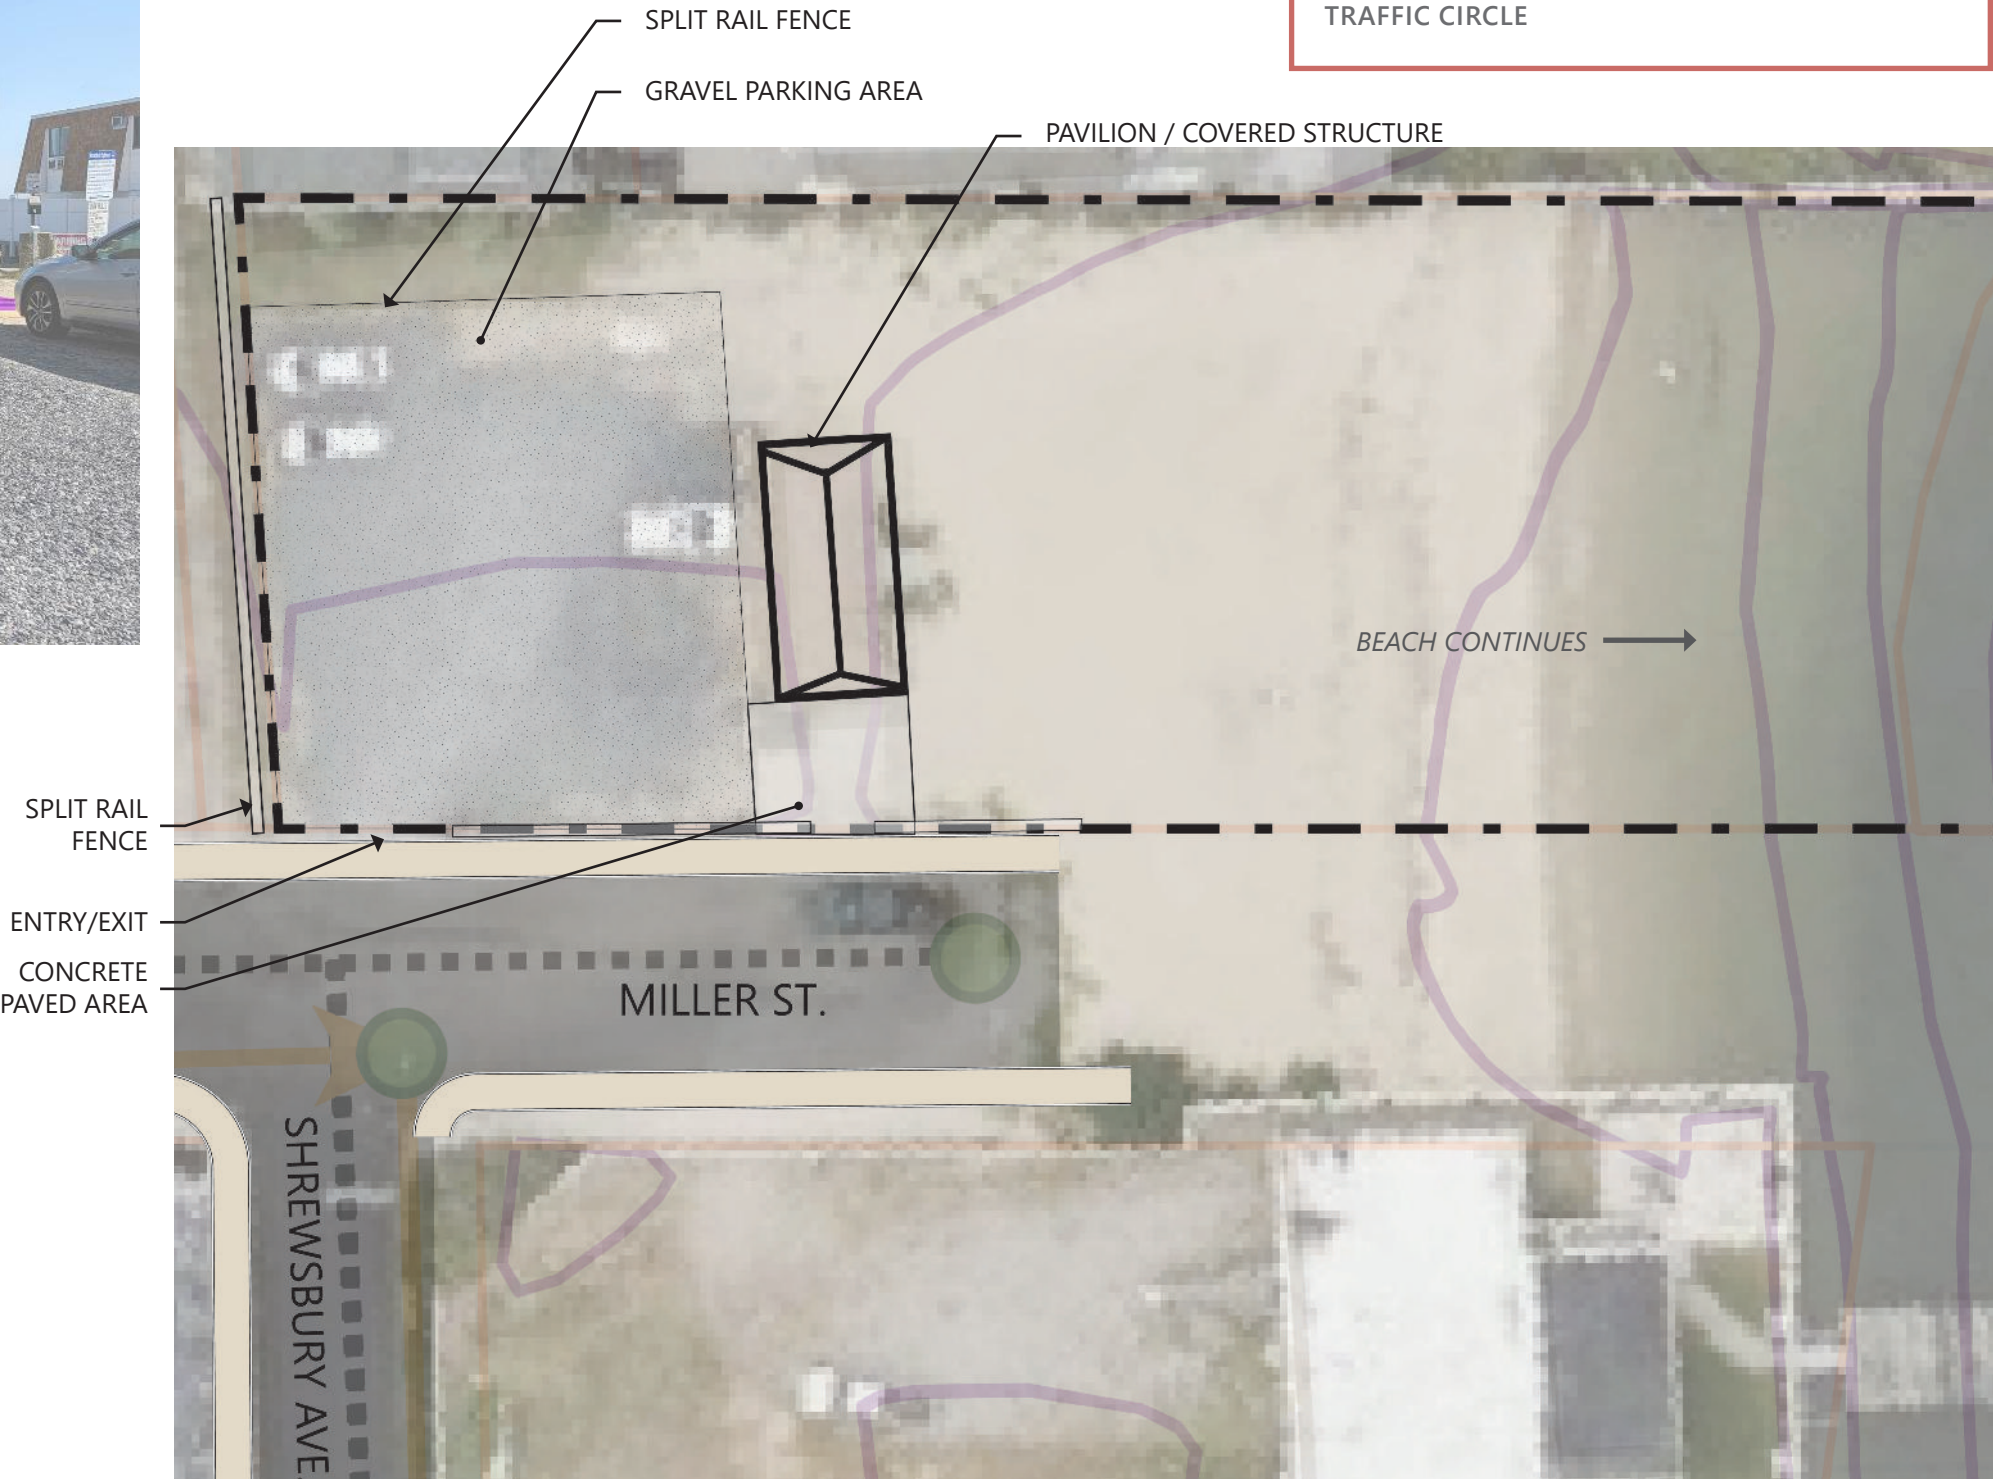 TRAFFIC CIRCLE
SPLIT RAIL FENCE
GRAVEL PARKING AREA
PAVILION / COVERED STRUCTURE
BEACH CONTINUES
SPLIT RAIL
FENCE
ENTRY/EXIT
CONCRETE
PAVED AREA
MILLER ST.
SHREWSBURY AVE.